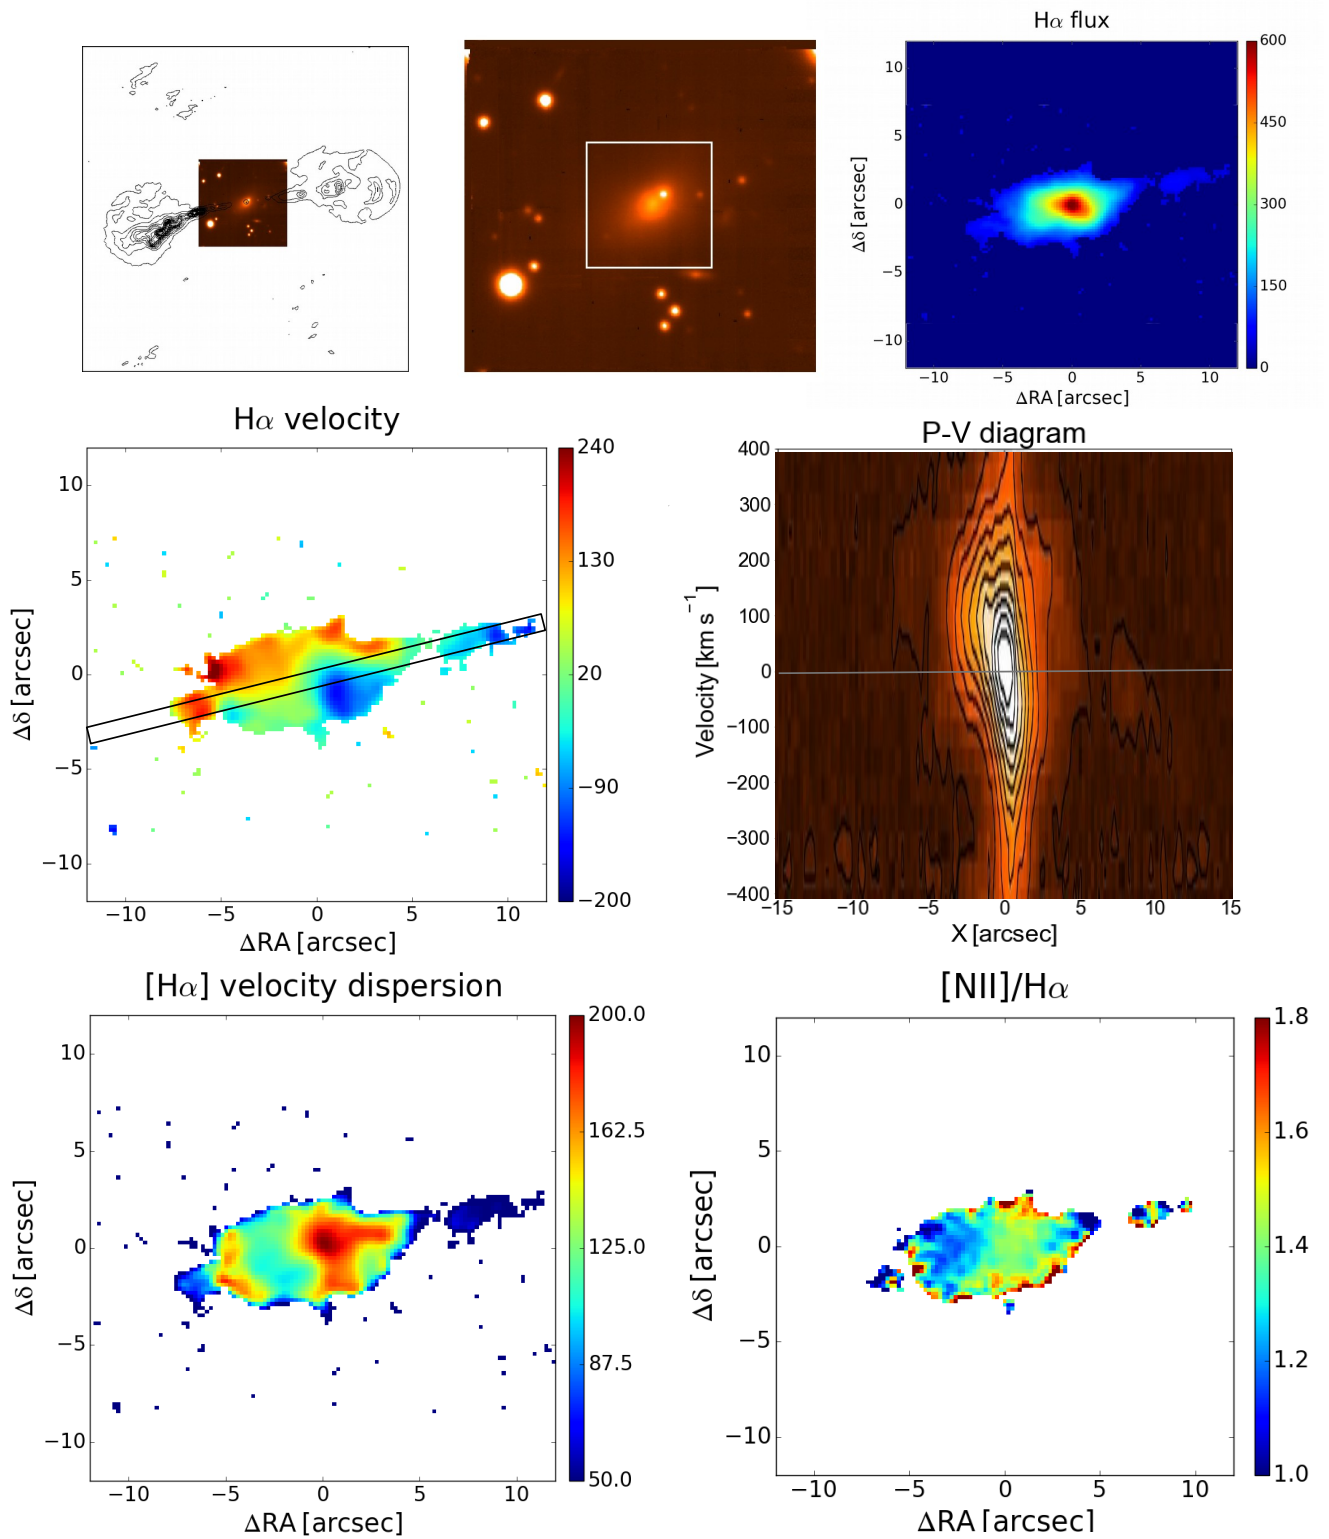 Hα flux
600
450
300
150
0
10
5
0
−5
−10
Δδ [arcsec]
−10 −5 0 5 10
ΔRA [arcsec]
Hα velocity
240
130
20
−90
−200
10
5
0
−5
−10
Δδ [arcsec]
−10 −5 0 5 10
ΔRA [arcsec]
P-V diagram
400
300
200
100
0
−100
−200
−300
−400
Velocity [km s⁻¹]
−15 −10 −5 0 5 10 15
X [arcsec]
[Hα] velocity dispersion
200.0
162.5
125.0
87.5
50.0
10
5
0
−5
−10
Δδ [arcsec]
−10 −5 0 5 10
ΔRA [arcsec]
[NII]/Hα
1.8
1.6
1.4
1.2
1.0
10
5
0
−5
−10
Δδ [arcsec]
−10 −5 0 5 10
ΔRA [arcsec]